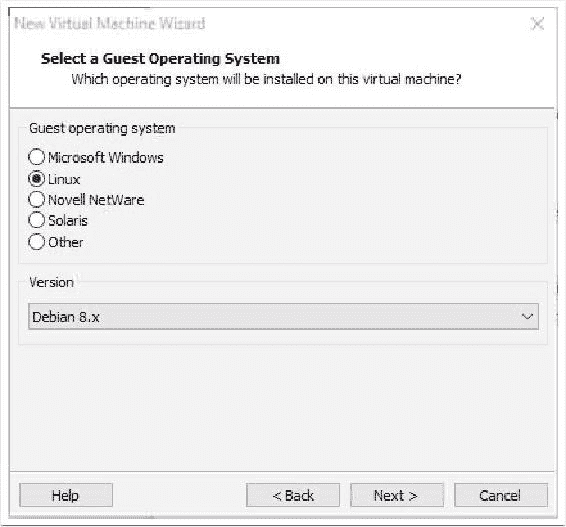 New Virtual Machine Wizard
Select a Guest Operating System
Which operating system will be installed on this virtual machine?
Guest operating system
Microsoft Windows
Linux
Novell NetWare
Solaris
Other
Version
Debian 8.x
Help
< Back
Next >
Cancel